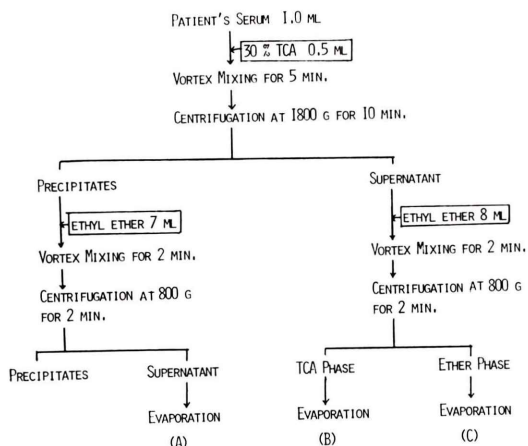 PATIENT'S SERUM 1.0 ML
30 % TCA 0.5 ML
VORTEX MIXING FOR 5 MIN.
CENTRIFUGATION AT 1800 G FOR 10 MIN.
PRECIPITATES
ETHYL ETHER 7 ML
VORTEX MIXING FOR 2 MIN.
CENTRIFUGATION AT 800 G
FOR 2 MIN.
PRECIPITATES
SUPERNATANT
EVAPORATION
(A)
SUPERNATANT
ETHYL ETHER 8 ML
VORTEX MIXING FOR 2 MIN.
CENTRIFUGATION AT 800 G
FOR 2 MIN.
TCA PHASE
EVAPORATION
(B)
ETHER PHASE
EVAPORATION
(C)